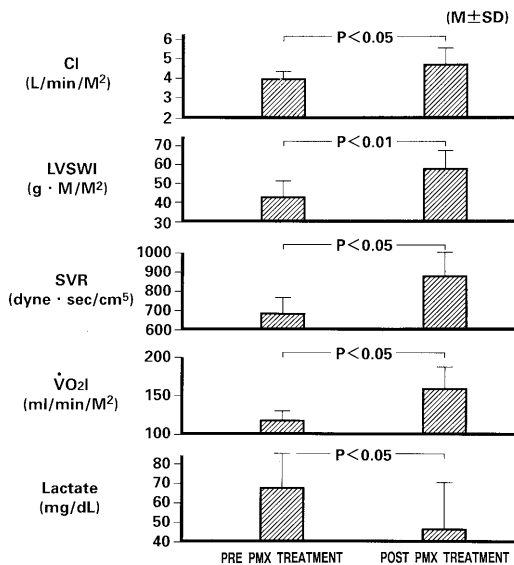 (M±SD)
CI
(L/min/M²)
6
5
4
3
2
P<0.05
LVSWI
(g · M/M²)
70
60
50
40
30
P<0.01
SVR
(dyne · sec/cm⁵)
1000
900
800
700
600
P<0.05
V̇O₂I
(ml/min/M²)
200
150
100
P<0.05
Lactate
(mg/dL)
80
70
60
50
40
P<0.05
PRE PMX TREATMENT POST PMX TREATMENT